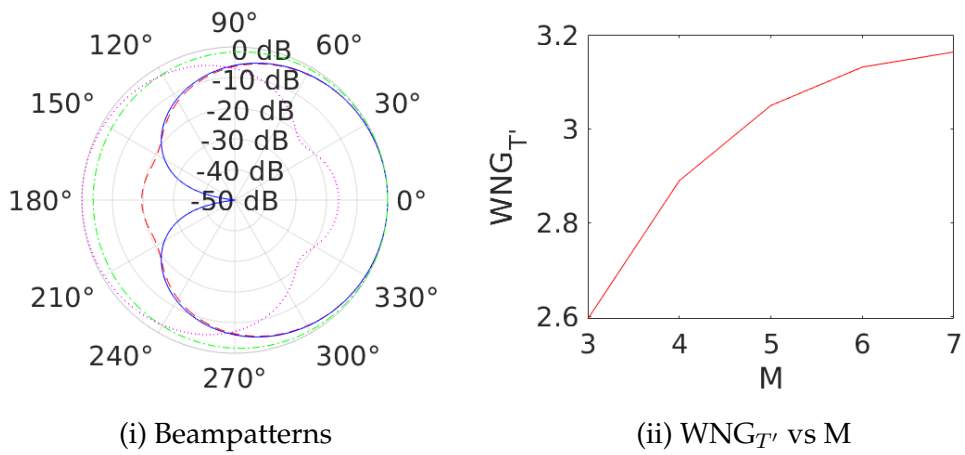 90°
120°
0 dB
60°
-10 dB
150°
-20 dB
30°
-30 dB
-40 dB
180°
-50 dB
0°
210°
330°
240°
300°
270°
(i) Beampatterns
3.2
3
2.8
2.6
WNG_T'
3 4 5 6 7
M
(ii) WNG_T′ vs M